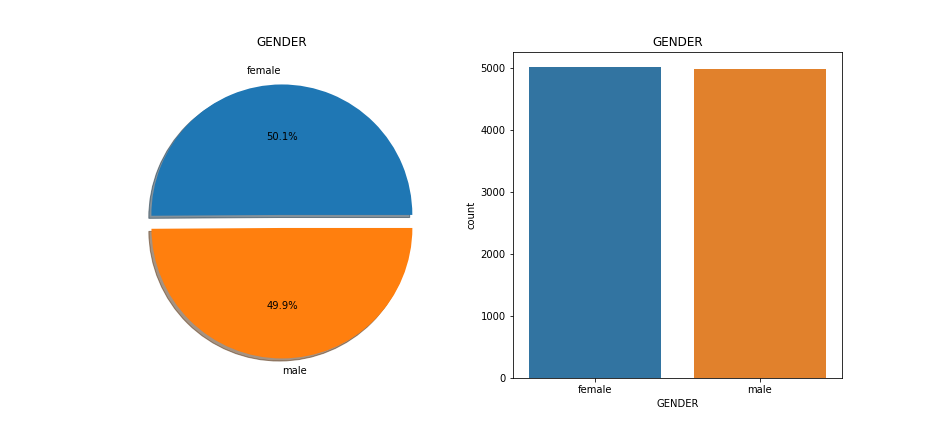 GENDER
female
50.1%
49.9%
male
GENDER
5000
4000
3000
2000
1000
0
count
female male
GENDER